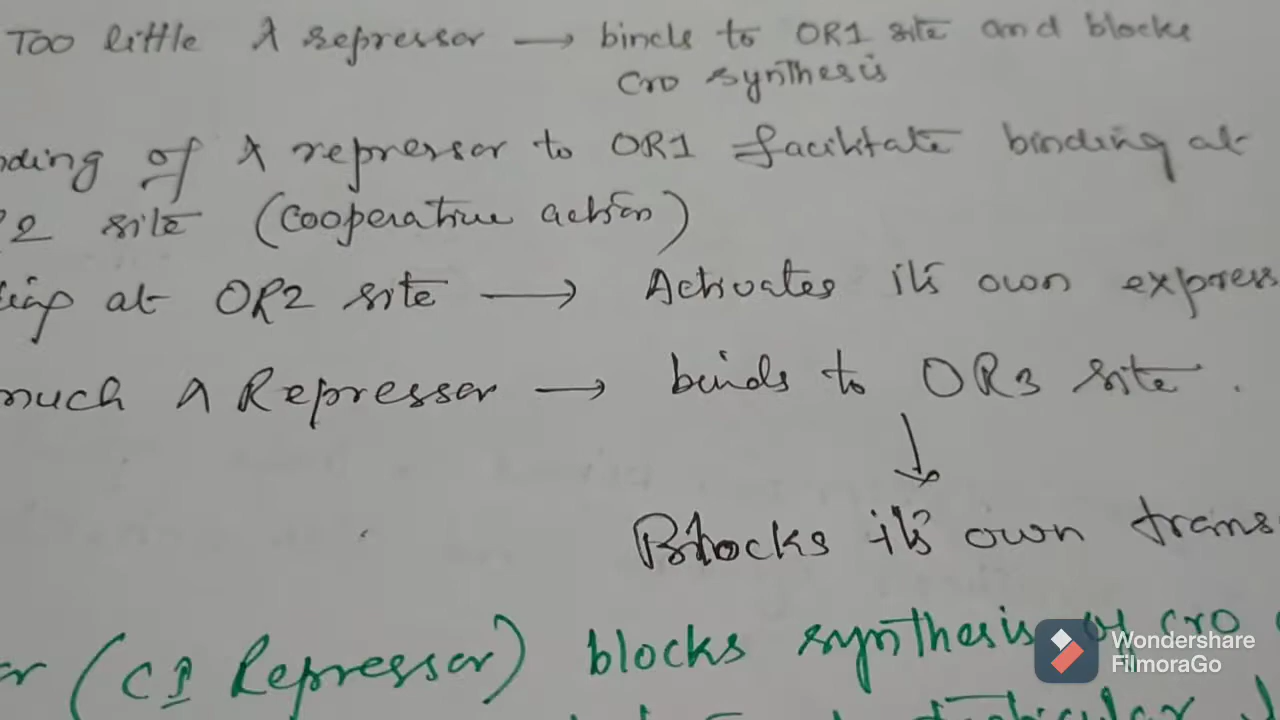 Too little λ repressor → binds to OR1 site and blocks
cro synthesis
nding of λ repressor to OR1 facilitate binding at
2 site (cooperative action)
ding at OR2 site → Activates its own express
much λ Repressor → binds to OR3 site.
↓
Blocks its own trans
r (CI Repressor) blocks synthesis of cro
Wondershare
FilmoraGo